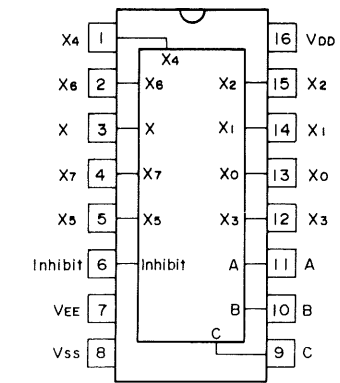 X4 1 16 VDD
X4
X6 2 X6 X2 15 X2
X 3 X X1 14 X1
X7 4 X7 X0 13 X0
X5 5 X5 X3 12 X3
Inhibit 6 Inhibit A 11 A
VEE 7 B 10 B
C
VSS 8 9 C